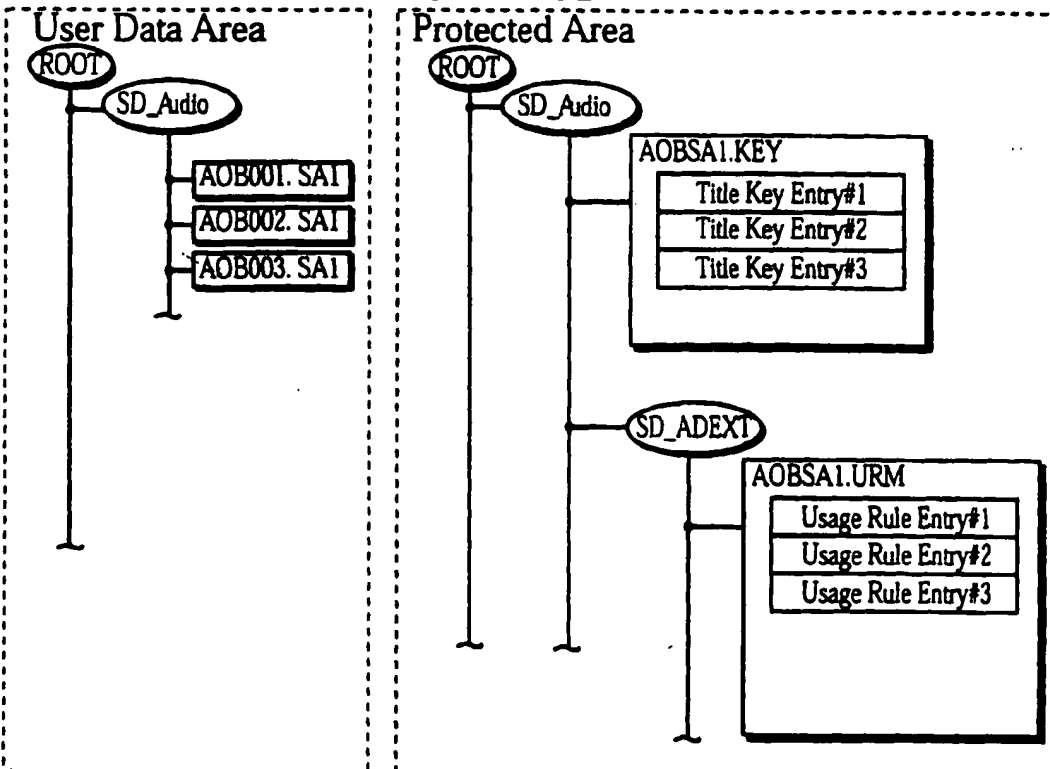 User Data Area
ROOT
SD_Audio
AOB001. SA1
AOB002. SA1
AOB003. SA1
Protected Area
ROOT
SD_Audio
AOBSA1.KEY
Title Key Entry#1
Title Key Entry#2
Title Key Entry#3
SD_ADEXT
AOBSA1.URM
Usage Rule Entry#1
Usage Rule Entry#2
Usage Rule Entry#3